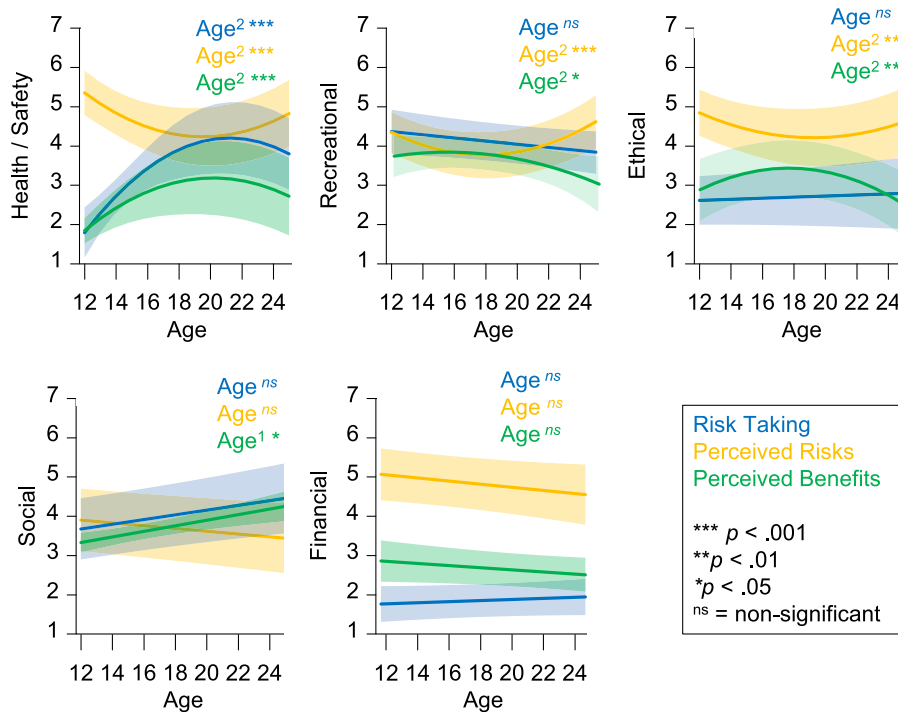 Health / Safety
7
6
5
4
3
2
1
Age² ***
Age² ***
Age² ***
12 14 16 18 20 22 24
Age
Recreational
7
6
5
4
3
2
1
Age ns
Age² ***
Age² *
12 14 16 18 20 22 24
Age
Ethical
7
6
5
4
3
2
1
Age ns
Age² **
Age² **
12 14 16 18 20 22 24
Age
Social
7
6
5
4
3
2
1
Age ns
Age ns
Age¹ *
12 14 16 18 20 22 24
Age
Financial
7
6
5
4
3
2
1
Age ns
Age ns
Age ns
12 14 16 18 20 22 24
Age
Risk Taking
Perceived Risks
Perceived Benefits
*** p < .001
**p < .01
*p < .05
ns = non-significant